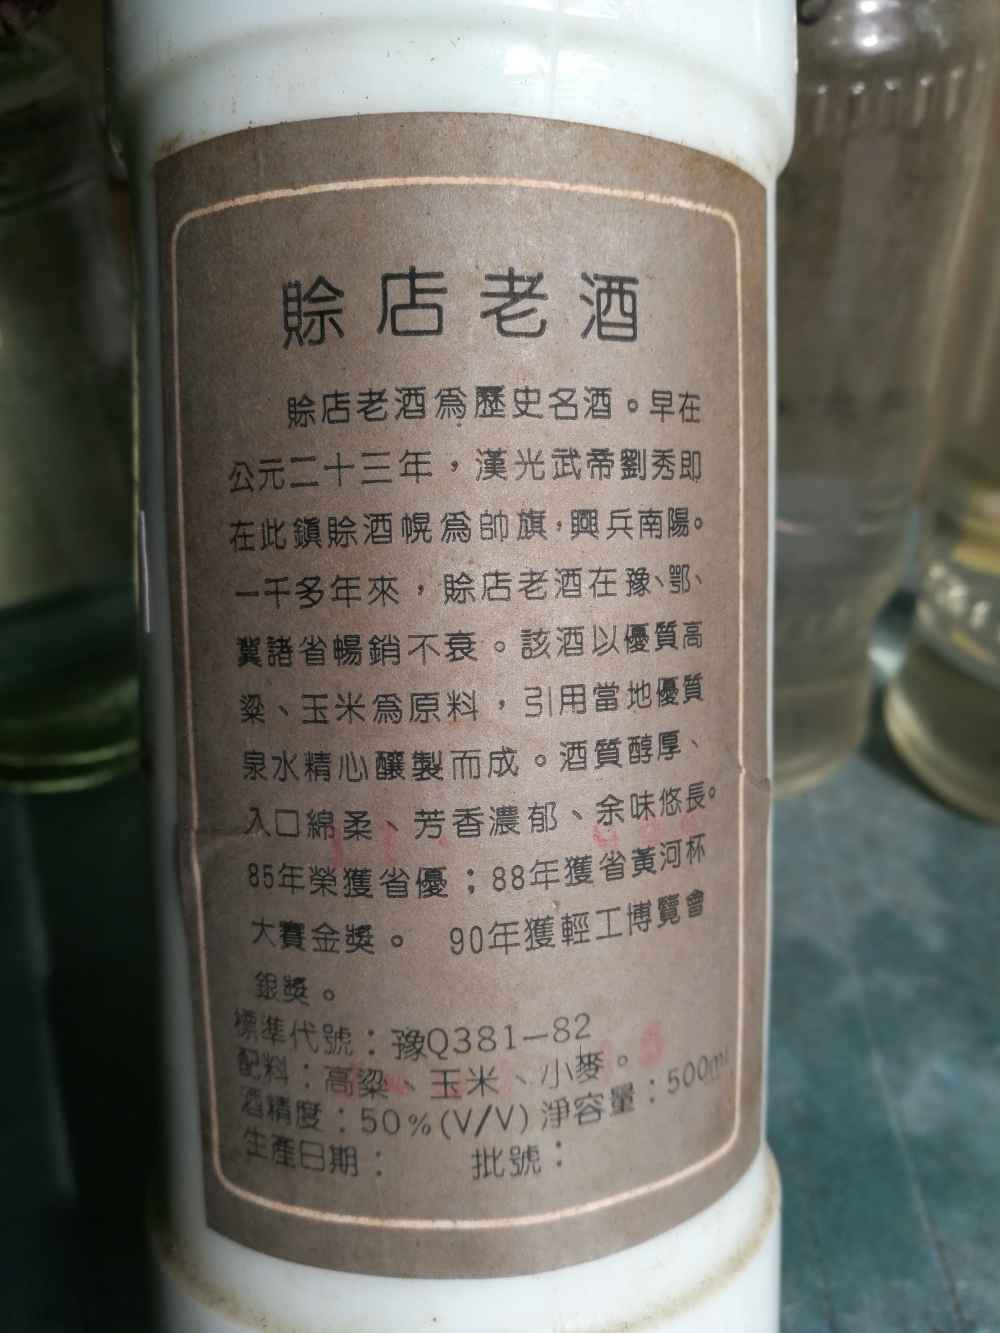 賒店老酒
賒店老酒爲歷史名酒。早在
公元二十三年，漢光武帝劉秀即
在此鎮賒酒幌爲帥旗，興兵南陽。
一千多年來，賒店老酒在豫、鄂、
冀諸省暢銷不衰。該酒以優質高
粱、玉米爲原料，引用當地優質
泉水精心釀製而成。酒質醇厚、
入口綿柔、芳香濃郁、余味悠長。
85年榮獲省優；88年獲省黃河杯
大賽金獎。 90年獲輕工博覽會
銀獎。
標準代號：豫Q381—82
配料：高粱、玉米、小麥。
酒精度：50%(V/V) 淨容量：500ml
生產日期： 批號：